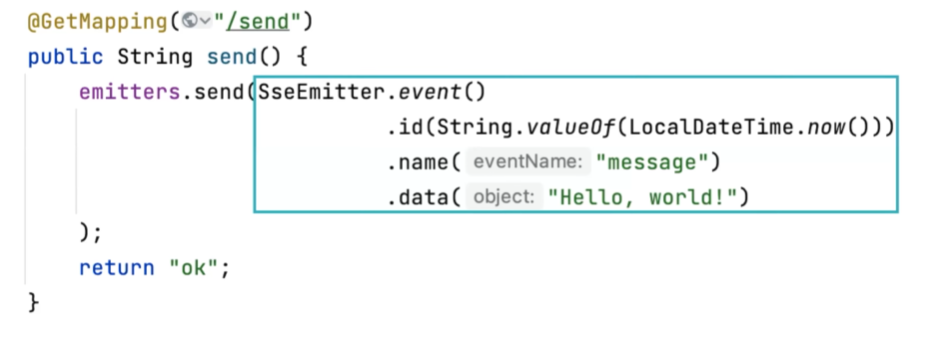 @GetMapping("/send")
public String send() {
emitters.send(SseEmitter.event()
.id(String.valueOf(LocalDateTime.now()))
.name( eventName: "message")
.data( object: "Hello, world!")
);
return "ok";
}